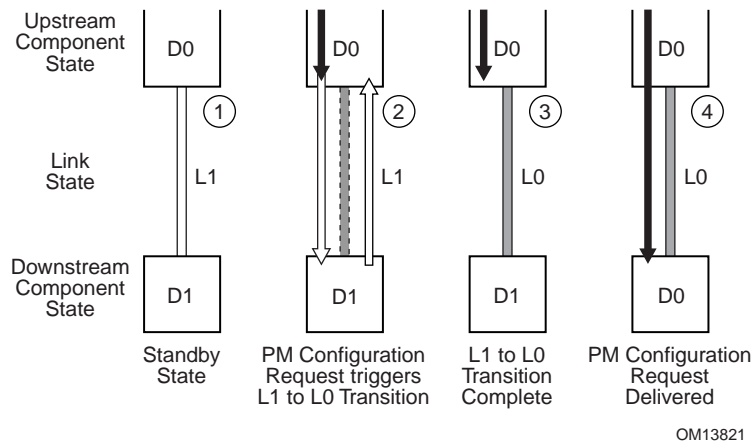 Upstream
Component
State
D0
D0
D0
D0
1
2
3
4
Link
State
L1
L1
L0
L0
Downstream
Component
State
D1
D1
D1
D0
Standby
State
PM Configuration
Request triggers
L1 to L0 Transition
L1 to L0
Transition
Complete
PM Configuration
Request
Delivered
OM13821